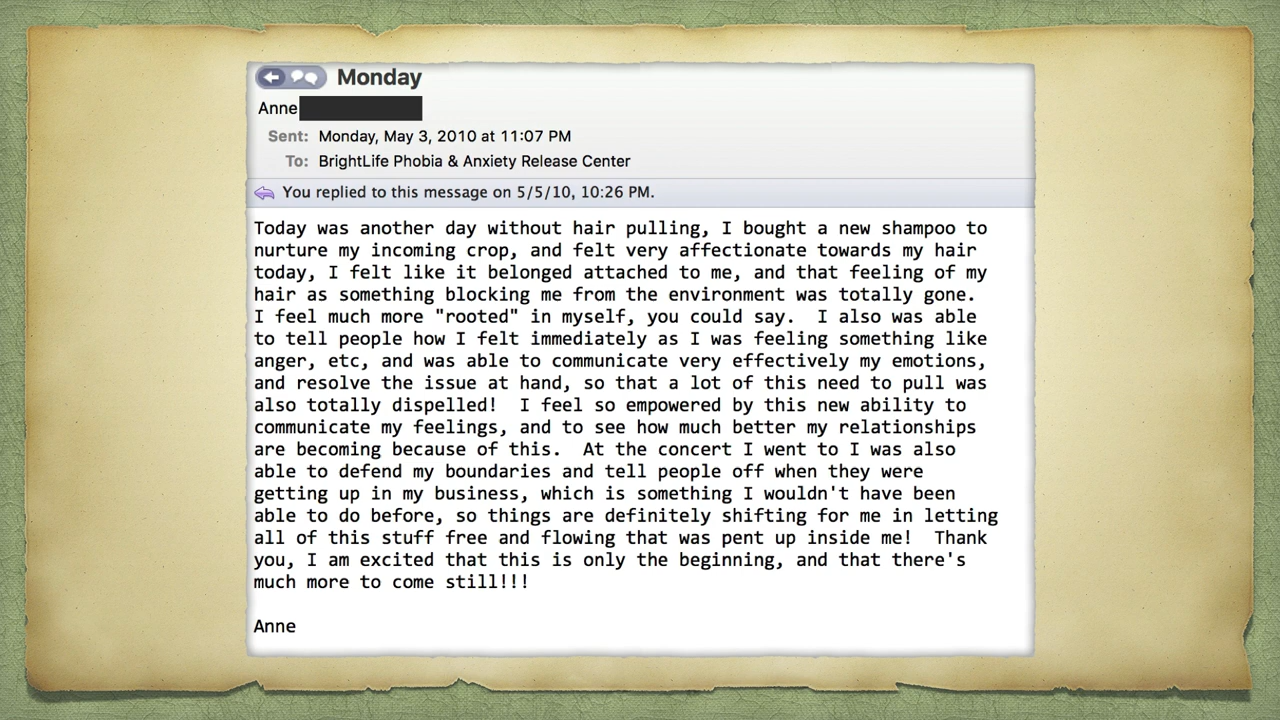 Monday
Anne
Sent: Monday, May 3, 2010 at 11:07 PM
To: BrightLife Phobia & Anxiety Release Center
You replied to this message on 5/5/10, 10:26 PM.
Today was another day without hair pulling, I bought a new shampoo to
nurture my incoming crop, and felt very affectionate towards my hair
today, I felt like it belonged attached to me, and that feeling of my
hair as something blocking me from the environment was totally gone.
I feel much more "rooted" in myself, you could say.  I also was able
to tell people how I felt immediately as I was feeling something like
anger, etc, and was able to communicate very effectively my emotions,
and resolve the issue at hand, so that a lot of this need to pull was
also totally dispelled!  I feel so empowered by this new ability to
communicate my feelings, and to see how much better my relationships
are becoming because of this.  At the concert I went to I was also
able to defend my boundaries and tell people off when they were
getting up in my business, which is something I wouldn't have been
able to do before, so things are definitely shifting for me in letting
all of this stuff free and flowing that was pent up inside me!  Thank
you, I am excited that this is only the beginning, and that there's
much more to come still!!!
Anne